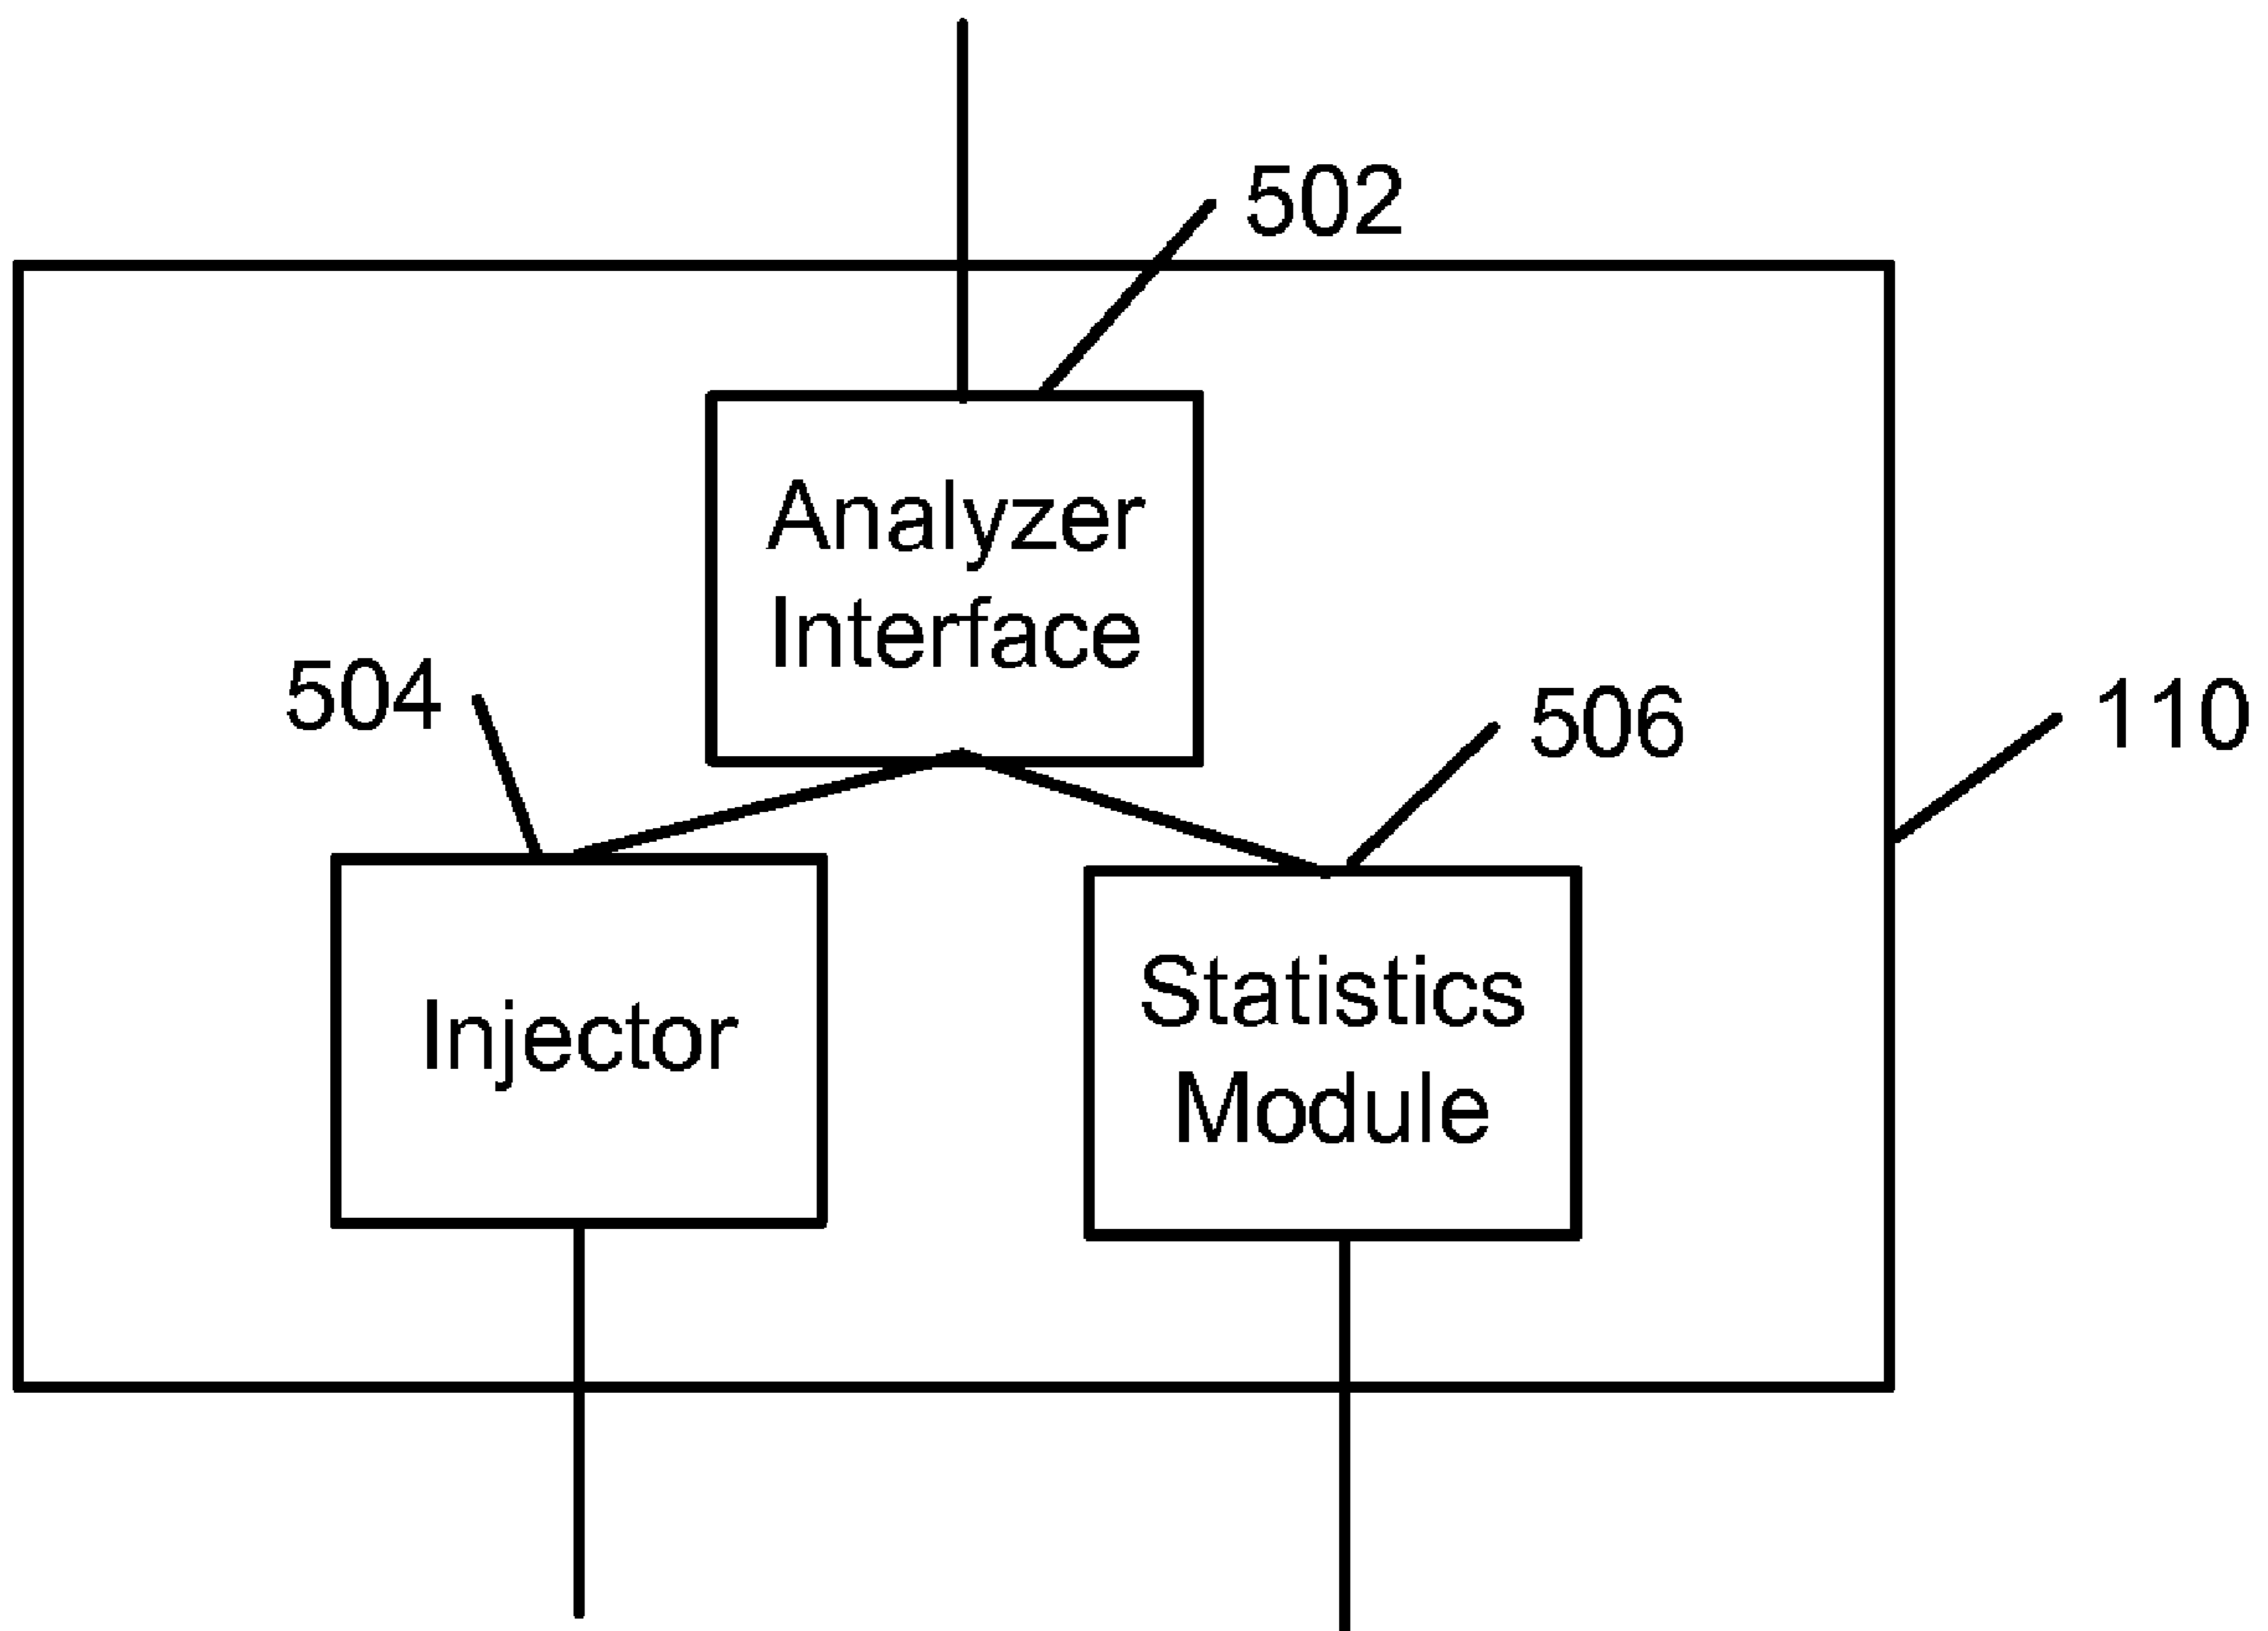 502
Analyzer
Interface
504
506
110
Injector
Statistics
Module